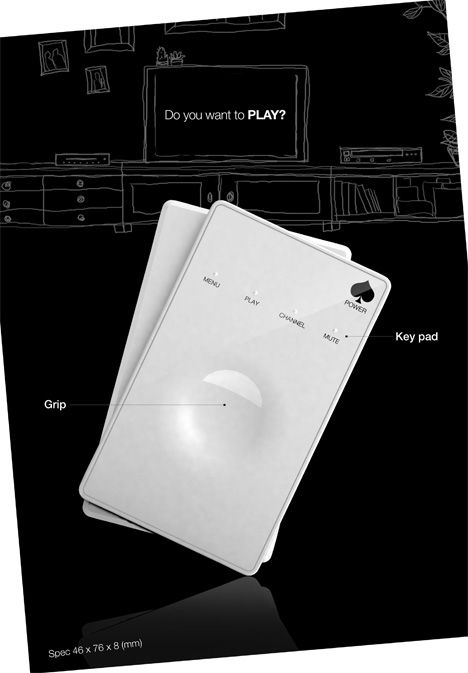 Do you want to PLAY?
MENU
PLAY
CHANNEL
MUTE
POWER
Key pad
Grip
Spec 46 x 76 x 8 (mm)